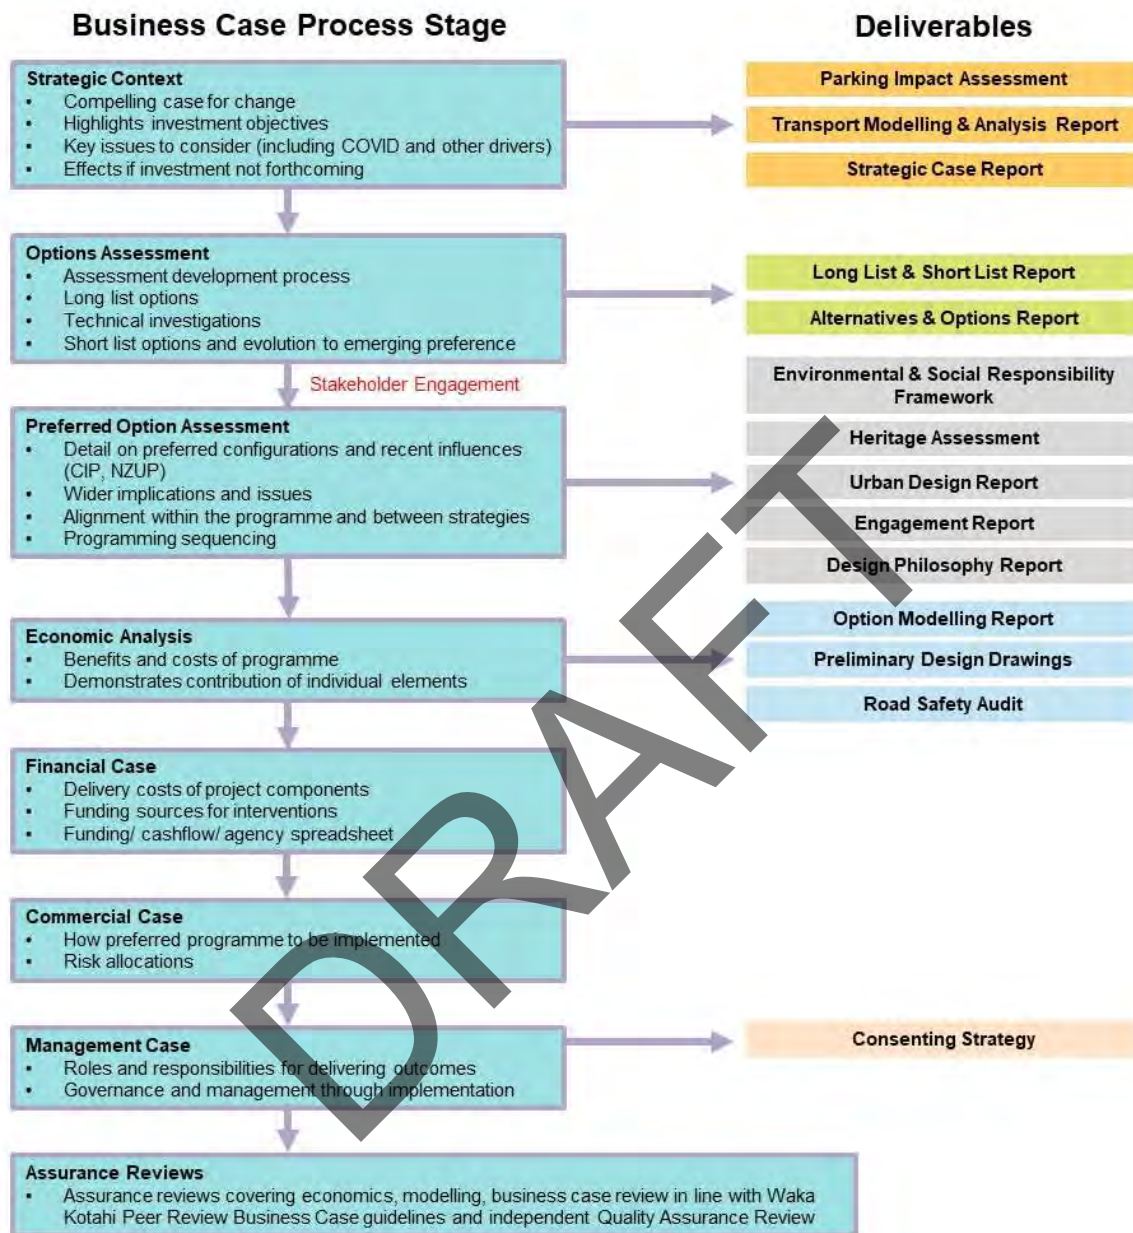 Business Case Process Stage
Deliverables
Strategic Context
• Compelling case for change
• Highlights investment objectives
• Key issues to consider (including COVID and other drivers)
• Effects if investment not forthcoming
Parking Impact Assessment
Transport Modelling & Analysis Report
Strategic Case Report
Options Assessment
• Assessment development process
• Long list options
• Technical investigations
• Short list options and evolution to emerging preference
Long List & Short List Report
Alternatives & Options Report
Stakeholder Engagement
Preferred Option Assessment
• Detail on preferred configurations and recent influences
(CIP, NZUP)
• Wider implications and issues
• Alignment within the programme and between strategies
• Programming sequencing
Environmental & Social Responsibility
Framework
Heritage Assessment
Urban Design Report
Engagement Report
Design Philosophy Report
Economic Analysis
• Benefits and costs of programme
• Demonstrates contribution of individual elements
Option Modelling Report
Preliminary Design Drawings
Road Safety Audit
Financial Case
• Delivery costs of project components
• Funding sources for interventions
• Funding/ cashflow/ agency spreadsheet
Commercial Case
• How preferred programme to be implemented
• Risk allocations
Management Case
• Roles and responsibilities for delivering outcomes
• Governance and management through implementation
Consenting Strategy
Assurance Reviews
• Assurance reviews covering economics, modelling, business case review in line with Waka
Kotahi Peer Review Business Case guidelines and independent Quality Assurance Review
DRAFT